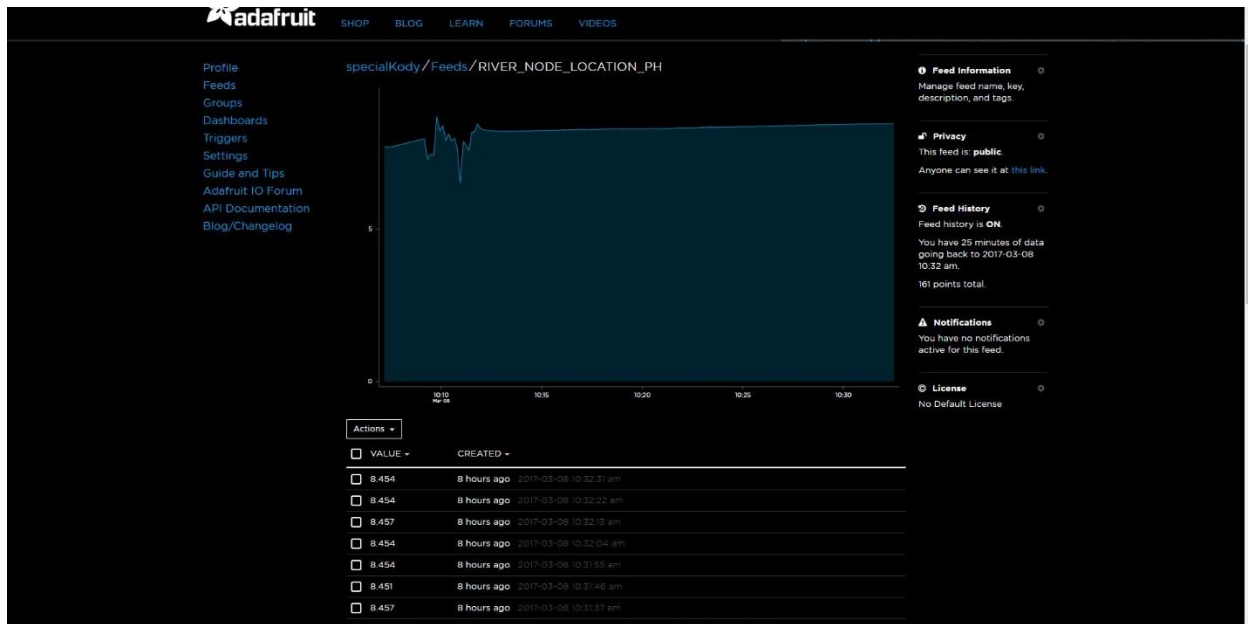 adafruit
SHOP BLOG LEARN FORUMS VIDEOS
Profile
Feeds
Groups
Dashboards
Triggers
Settings
Guide and Tips
Adafruit IO Forum
API Documentation
Blog/Changelog
specialKody/Feeds/RIVER_NODE_LOCATION_PH
5
0
10:10 10:15 10:20 10:25 10:30
Mar 08
Actions
VALUE CREATED
8.454 8 hours ago 2017-03-08 10:32:31 am
8.454 8 hours ago 2017-03-08 10:32:22 am
8.457 8 hours ago 2017-03-08 10:32:13 am
8.454 8 hours ago 2017-03-08 10:32:04 am
8.454 8 hours ago 2017-03-08 10:31:55 am
8.451 8 hours ago 2017-03-08 10:31:46 am
8.457 8 hours ago 2017-03-08 10:31:37 am
Feed Information
Manage feed name, key,
description, and tags.
Privacy
This feed is: public.
Anyone can see it at this link.
Feed History
Feed history is ON.
You have 25 minutes of data
going back to 2017-03-08
10:32 am.
161 points total.
Notifications
You have no notifications
active for this feed.
License
No Default License